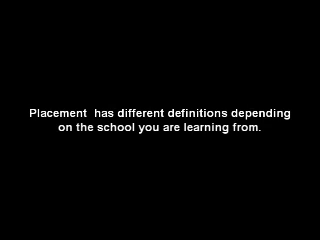 Placement  has different definitions depending
on the school you are learning from.